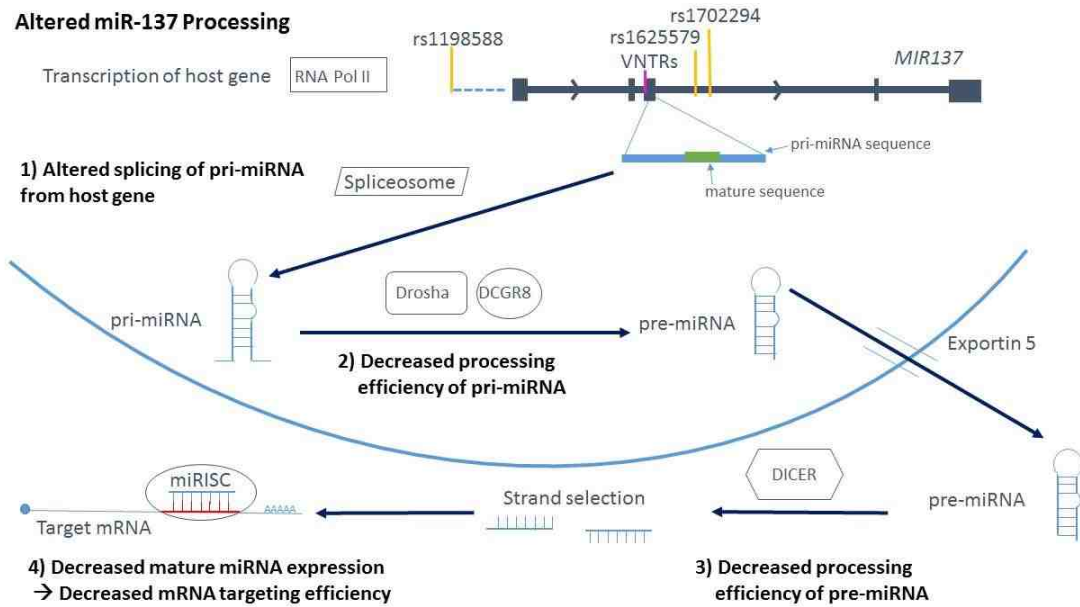 Altered miR-137 Processing
rs1702294
rs1198588
rs1625579
VNTRs
MIR137
Transcription of host gene
RNA Pol II
pri-miRNA sequence
mature sequence
1) Altered splicing of pri-miRNA
from host gene
Spliceosome
Drosha
DCGR8
pri-miRNA
pre-miRNA
Exportin 5
2) Decreased processing
efficiency of pri-miRNA
miRISC
AAAAA
Target mRNA
Strand selection
DICER
pre-miRNA
4) Decreased mature miRNA expression
→ Decreased mRNA targeting efficiency
3) Decreased processing
efficiency of pre-miRNA